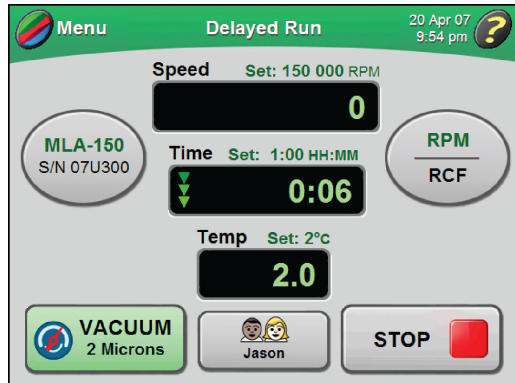 Menu
Delayed Run
20 Apr 07
9:54 pm
?
Speed Set: 150 000 RPM
0
MLA-150
S/N 07U300
RPM
RCF
Time Set: 1:00 HH:MM
0:06
Temp Set: 2°C
2.0
VACUUM
2 Microns
Jason
STOP